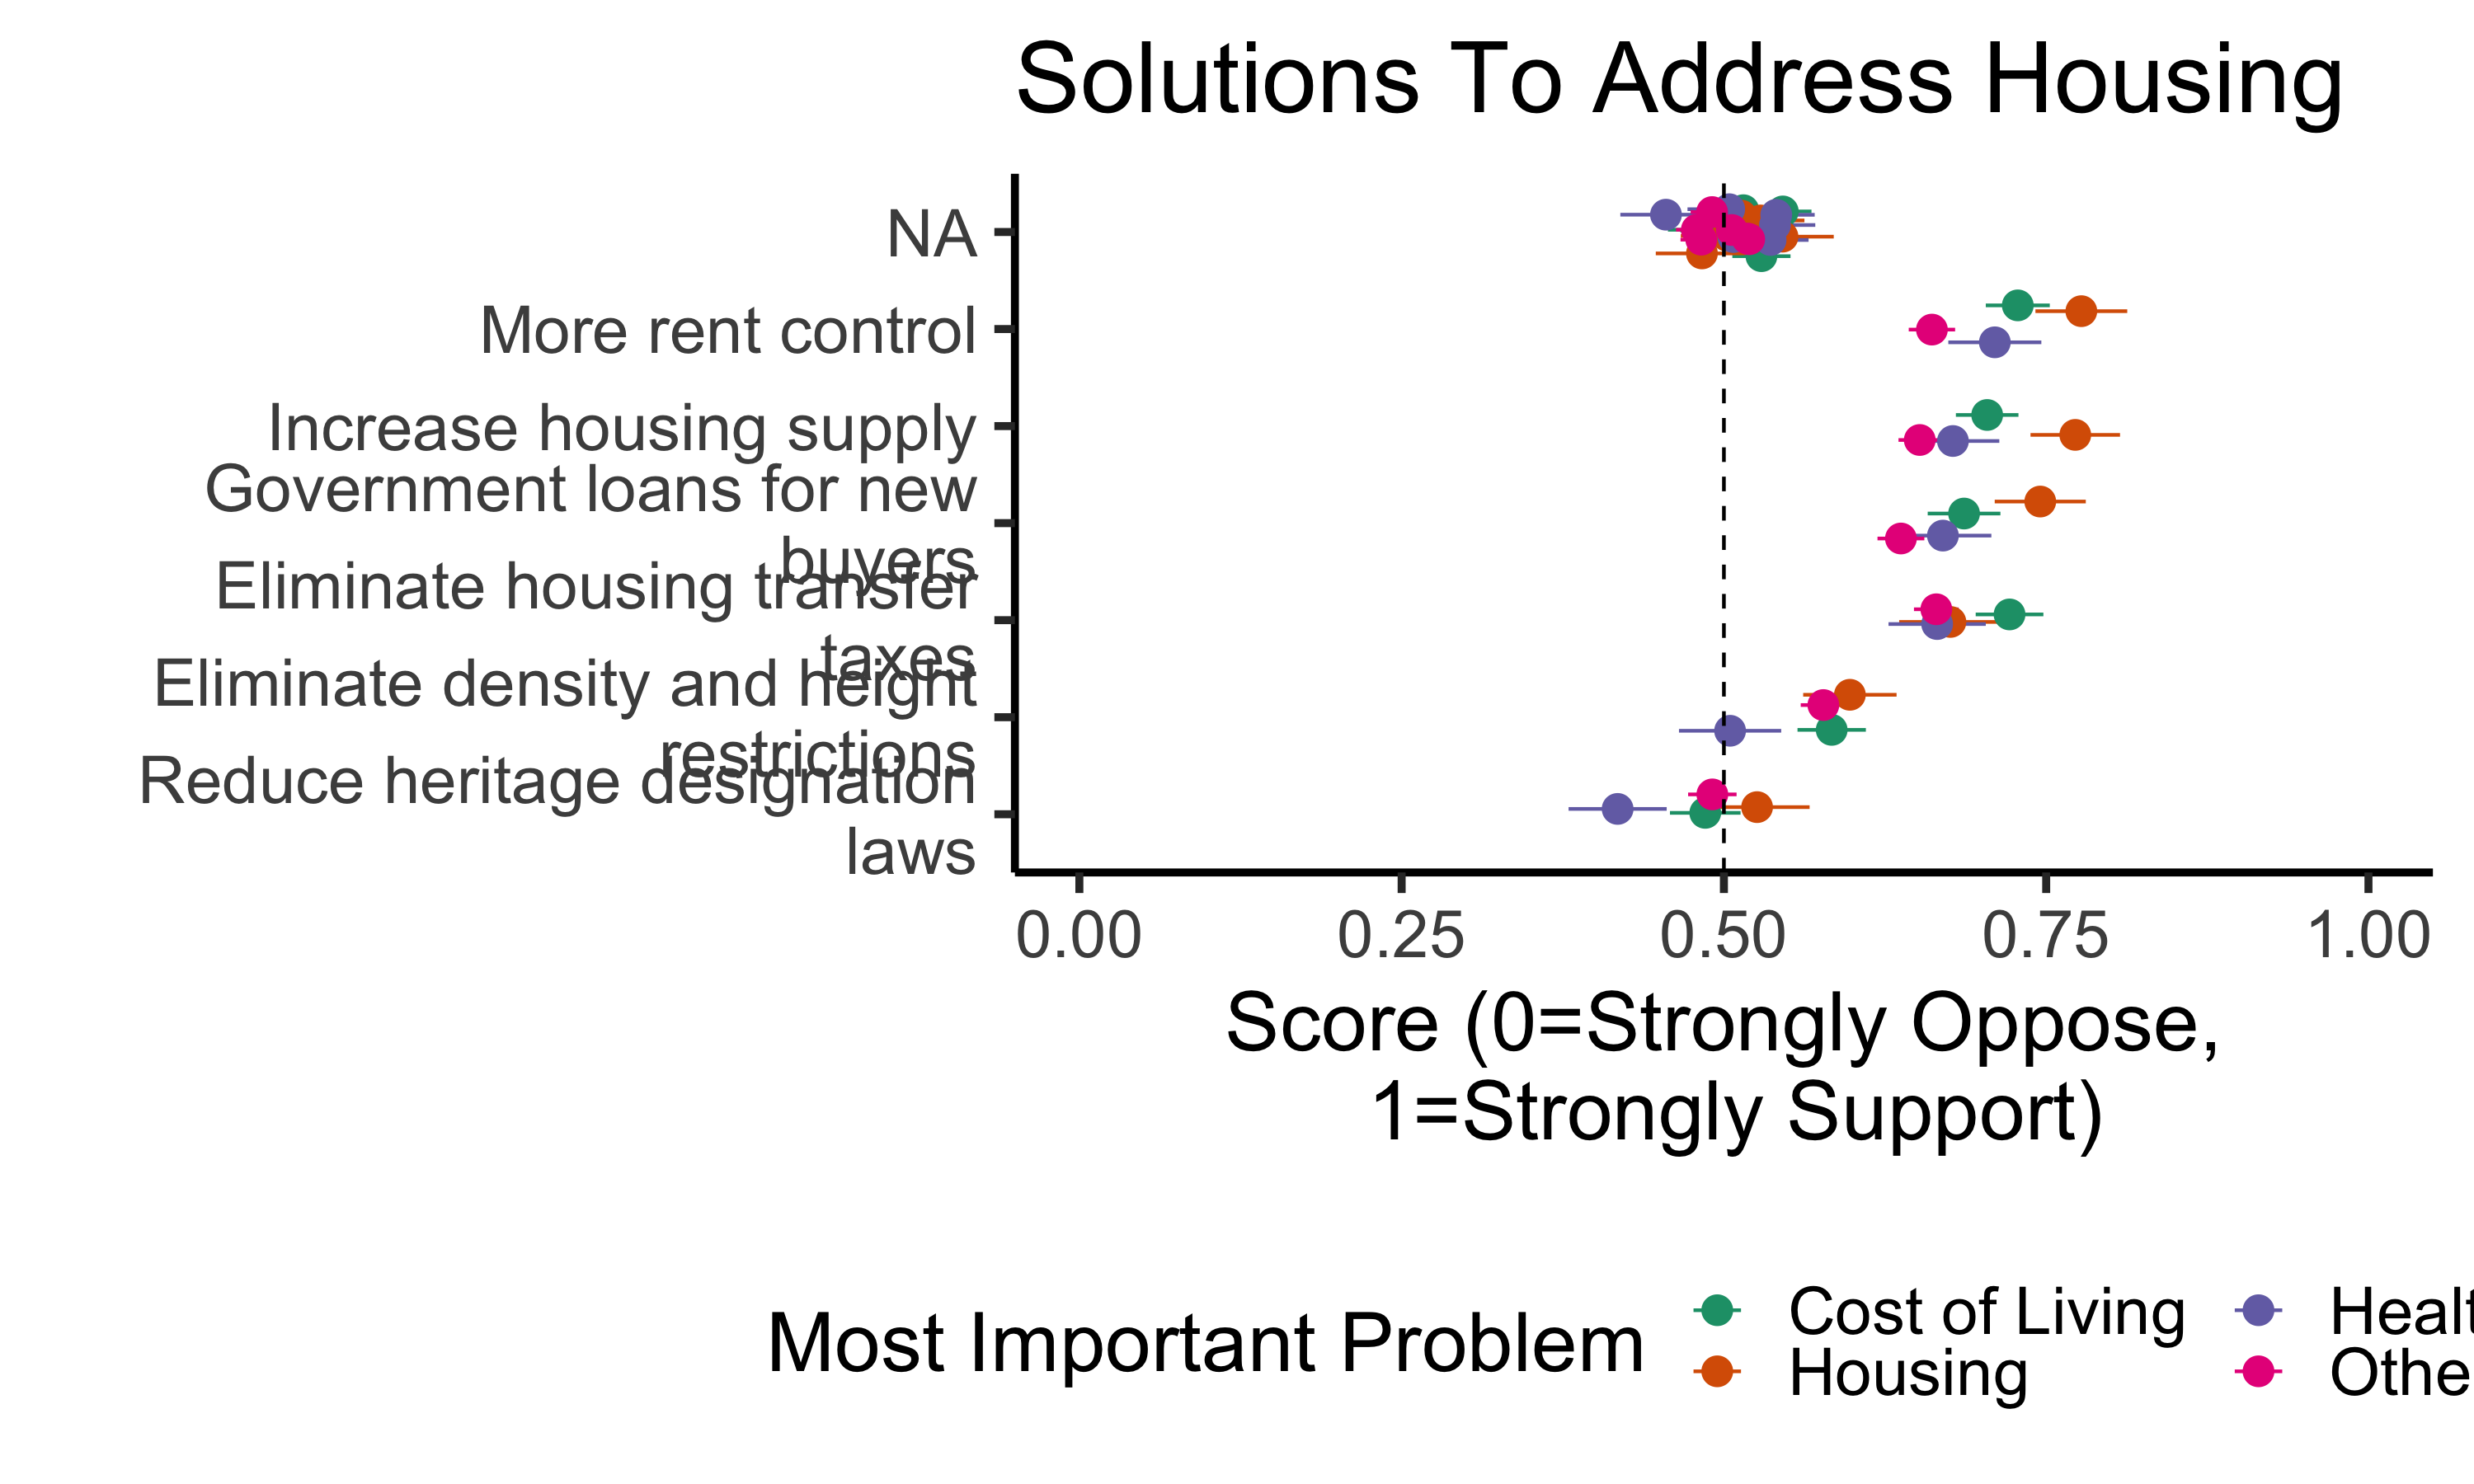 Solutions To Address Housing
NA
More rent control
Increase housing supply
Government loans for new
buyers
Eliminate housing transfer
taxes
Eliminate density and height
restrictions
Reduce heritage designation
laws
0.00 0.25 0.50 0.75 1.00
Score (0=Strongly Oppose,
1=Strongly Support)
Most Important Problem
Cost of Living Healt
Housing Othe